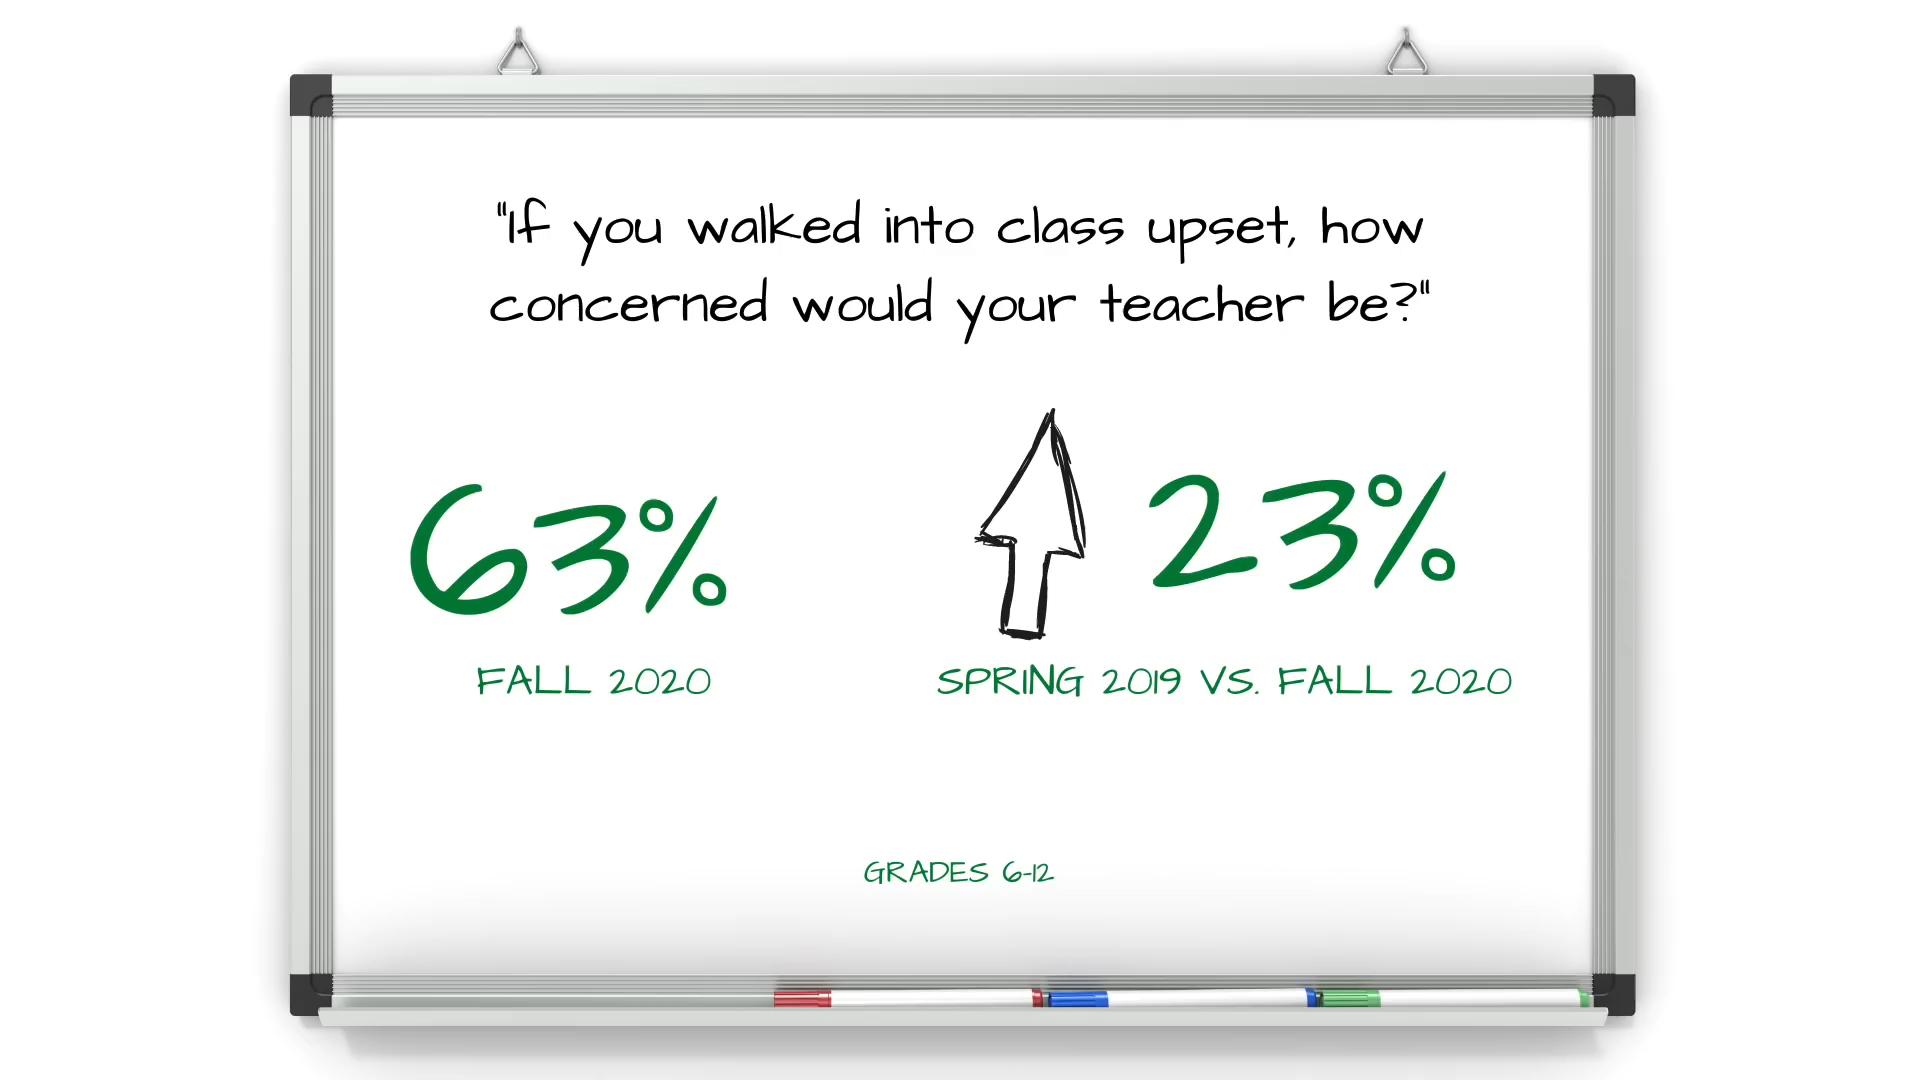 "If you walked into class upset, how
concerned would your teacher be?"
63%
FALL 2020
23%
SPRING 2019 VS. FALL 2020
GRADES 6-12